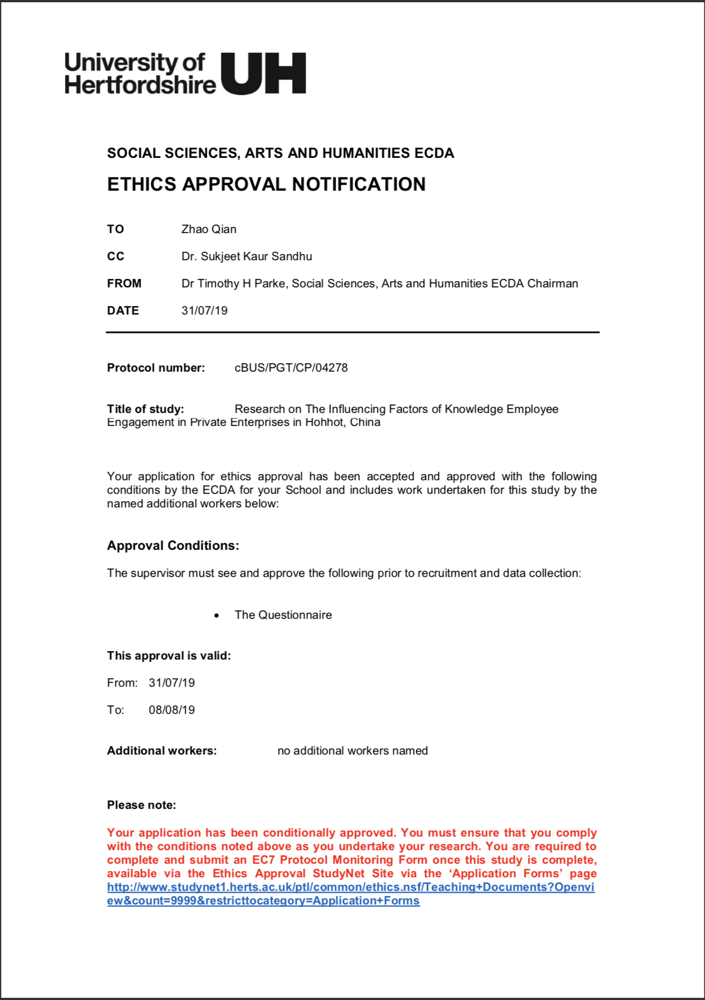 University of
Hertfordshire UH
SOCIAL SCIENCES, ARTS AND HUMANITIES ECDA
ETHICS APPROVAL NOTIFICATION
TO Zhao Qian
CC Dr. Sukjeet Kaur Sandhu
FROM Dr Timothy H Parke, Social Sciences, Arts and Humanities ECDA Chairman
DATE 31/07/19
Protocol number: cBUS/PGT/CP/04278
Title of study: Research on The Influencing Factors of Knowledge Employee
Engagement in Private Enterprises in Hohhot, China
Your application for ethics approval has been accepted and approved with the following
conditions by the ECDA for your School and includes work undertaken for this study by the
named additional workers below:
Approval Conditions:
The supervisor must see and approve the following prior to recruitment and data collection:
• The Questionnaire
This approval is valid:
From: 31/07/19
To: 08/08/19
Additional workers: no additional workers named
Please note:
Your application has been conditionally approved. You must ensure that you comply
with the conditions noted above as you undertake your research. You are required to
complete and submit an EC7 Protocol Monitoring Form once this study is complete,
available via the Ethics Approval StudyNet Site via the ‘Application Forms’ page
http://www.studynet1.herts.ac.uk/ptl/common/ethics.nsf/Teaching+Documents?Openvi
ew&count=9999&restricttocategory=Application+Forms